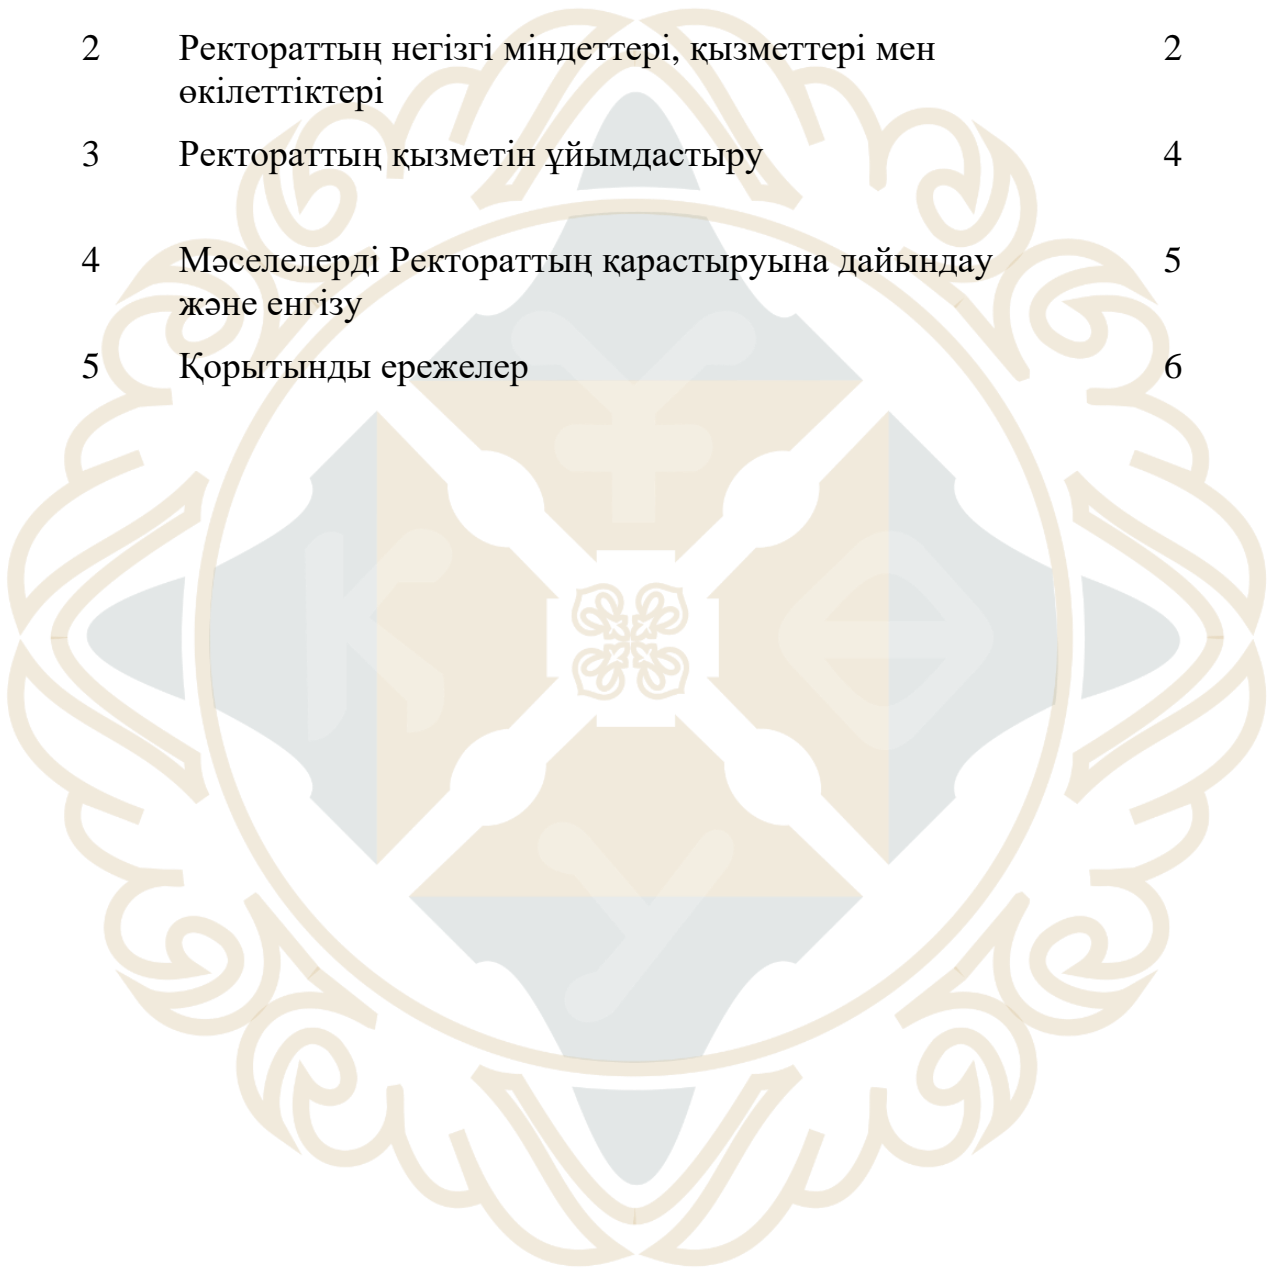 2 Ректораттың негізгі міндеттері, қызметтері мен 2
өкілеттіктері
3 Ректораттың қызметін ұйымдастыру 4
4 Мәселелерді Ректораттың қарастыруына дайындау 5
және енгізу
5 Қорытынды ережелер 6
Ұ
Қ Ө
У